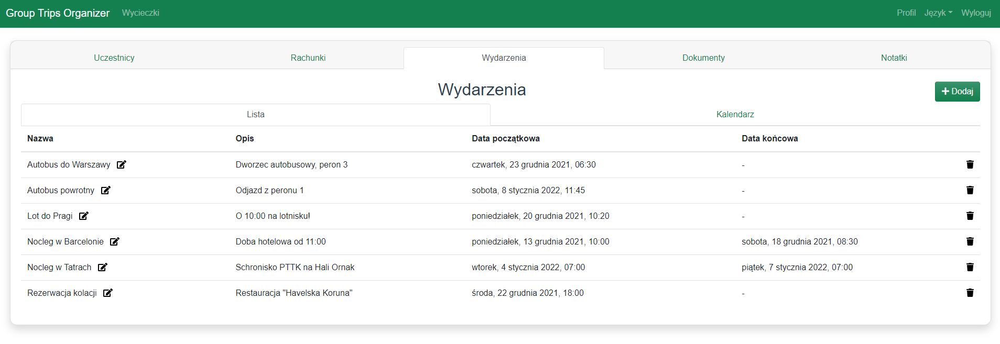 Group Trips Organizer Wycieczki Profil Język Wyloguj
Uczestnicy Rachunki Wydarzenia Dokumenty Notatki
Wydarzenia
Dodaj
Lista Kalendarz
Nazwa Opis Data początkowa Data końcowa
Autobus do Warszawy Dworzec autobusowy, peron 3 czwartek, 23 grudnia 2021, 06:30 -
Autobus powrotny Odjazd z peronu 1 sobota, 8 stycznia 2022, 11:45 -
Lot do Pragi O 10:00 na lotnisku! poniedziałek, 20 grudnia 2021, 10:20 -
Nocleg w Barcelonie Doba hotelowa od 11:00 poniedziałek, 13 grudnia 2021, 10:00 sobota, 18 grudnia 2021, 08:30
Nocleg w Tatrach Schronisko PTTK na Hali Ornak wtorek, 4 stycznia 2022, 07:00 piątek, 7 stycznia 2022, 07:00
Rezerwacja kolacji Restauracja "Havelska Koruna" środa, 22 grudnia 2021, 18:00 -